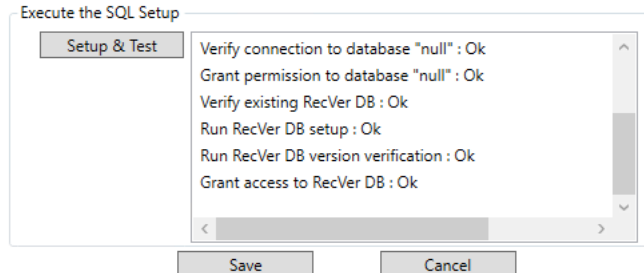 Execute the SQL Setup
Setup & Test
Verify connection to database "null" : Ok
Grant permission to database "null" : Ok
Verify existing RecVer DB : Ok
Run RecVer DB setup : Ok
Run RecVer DB version verification : Ok
Grant access to RecVer DB : Ok
Save
Cancel